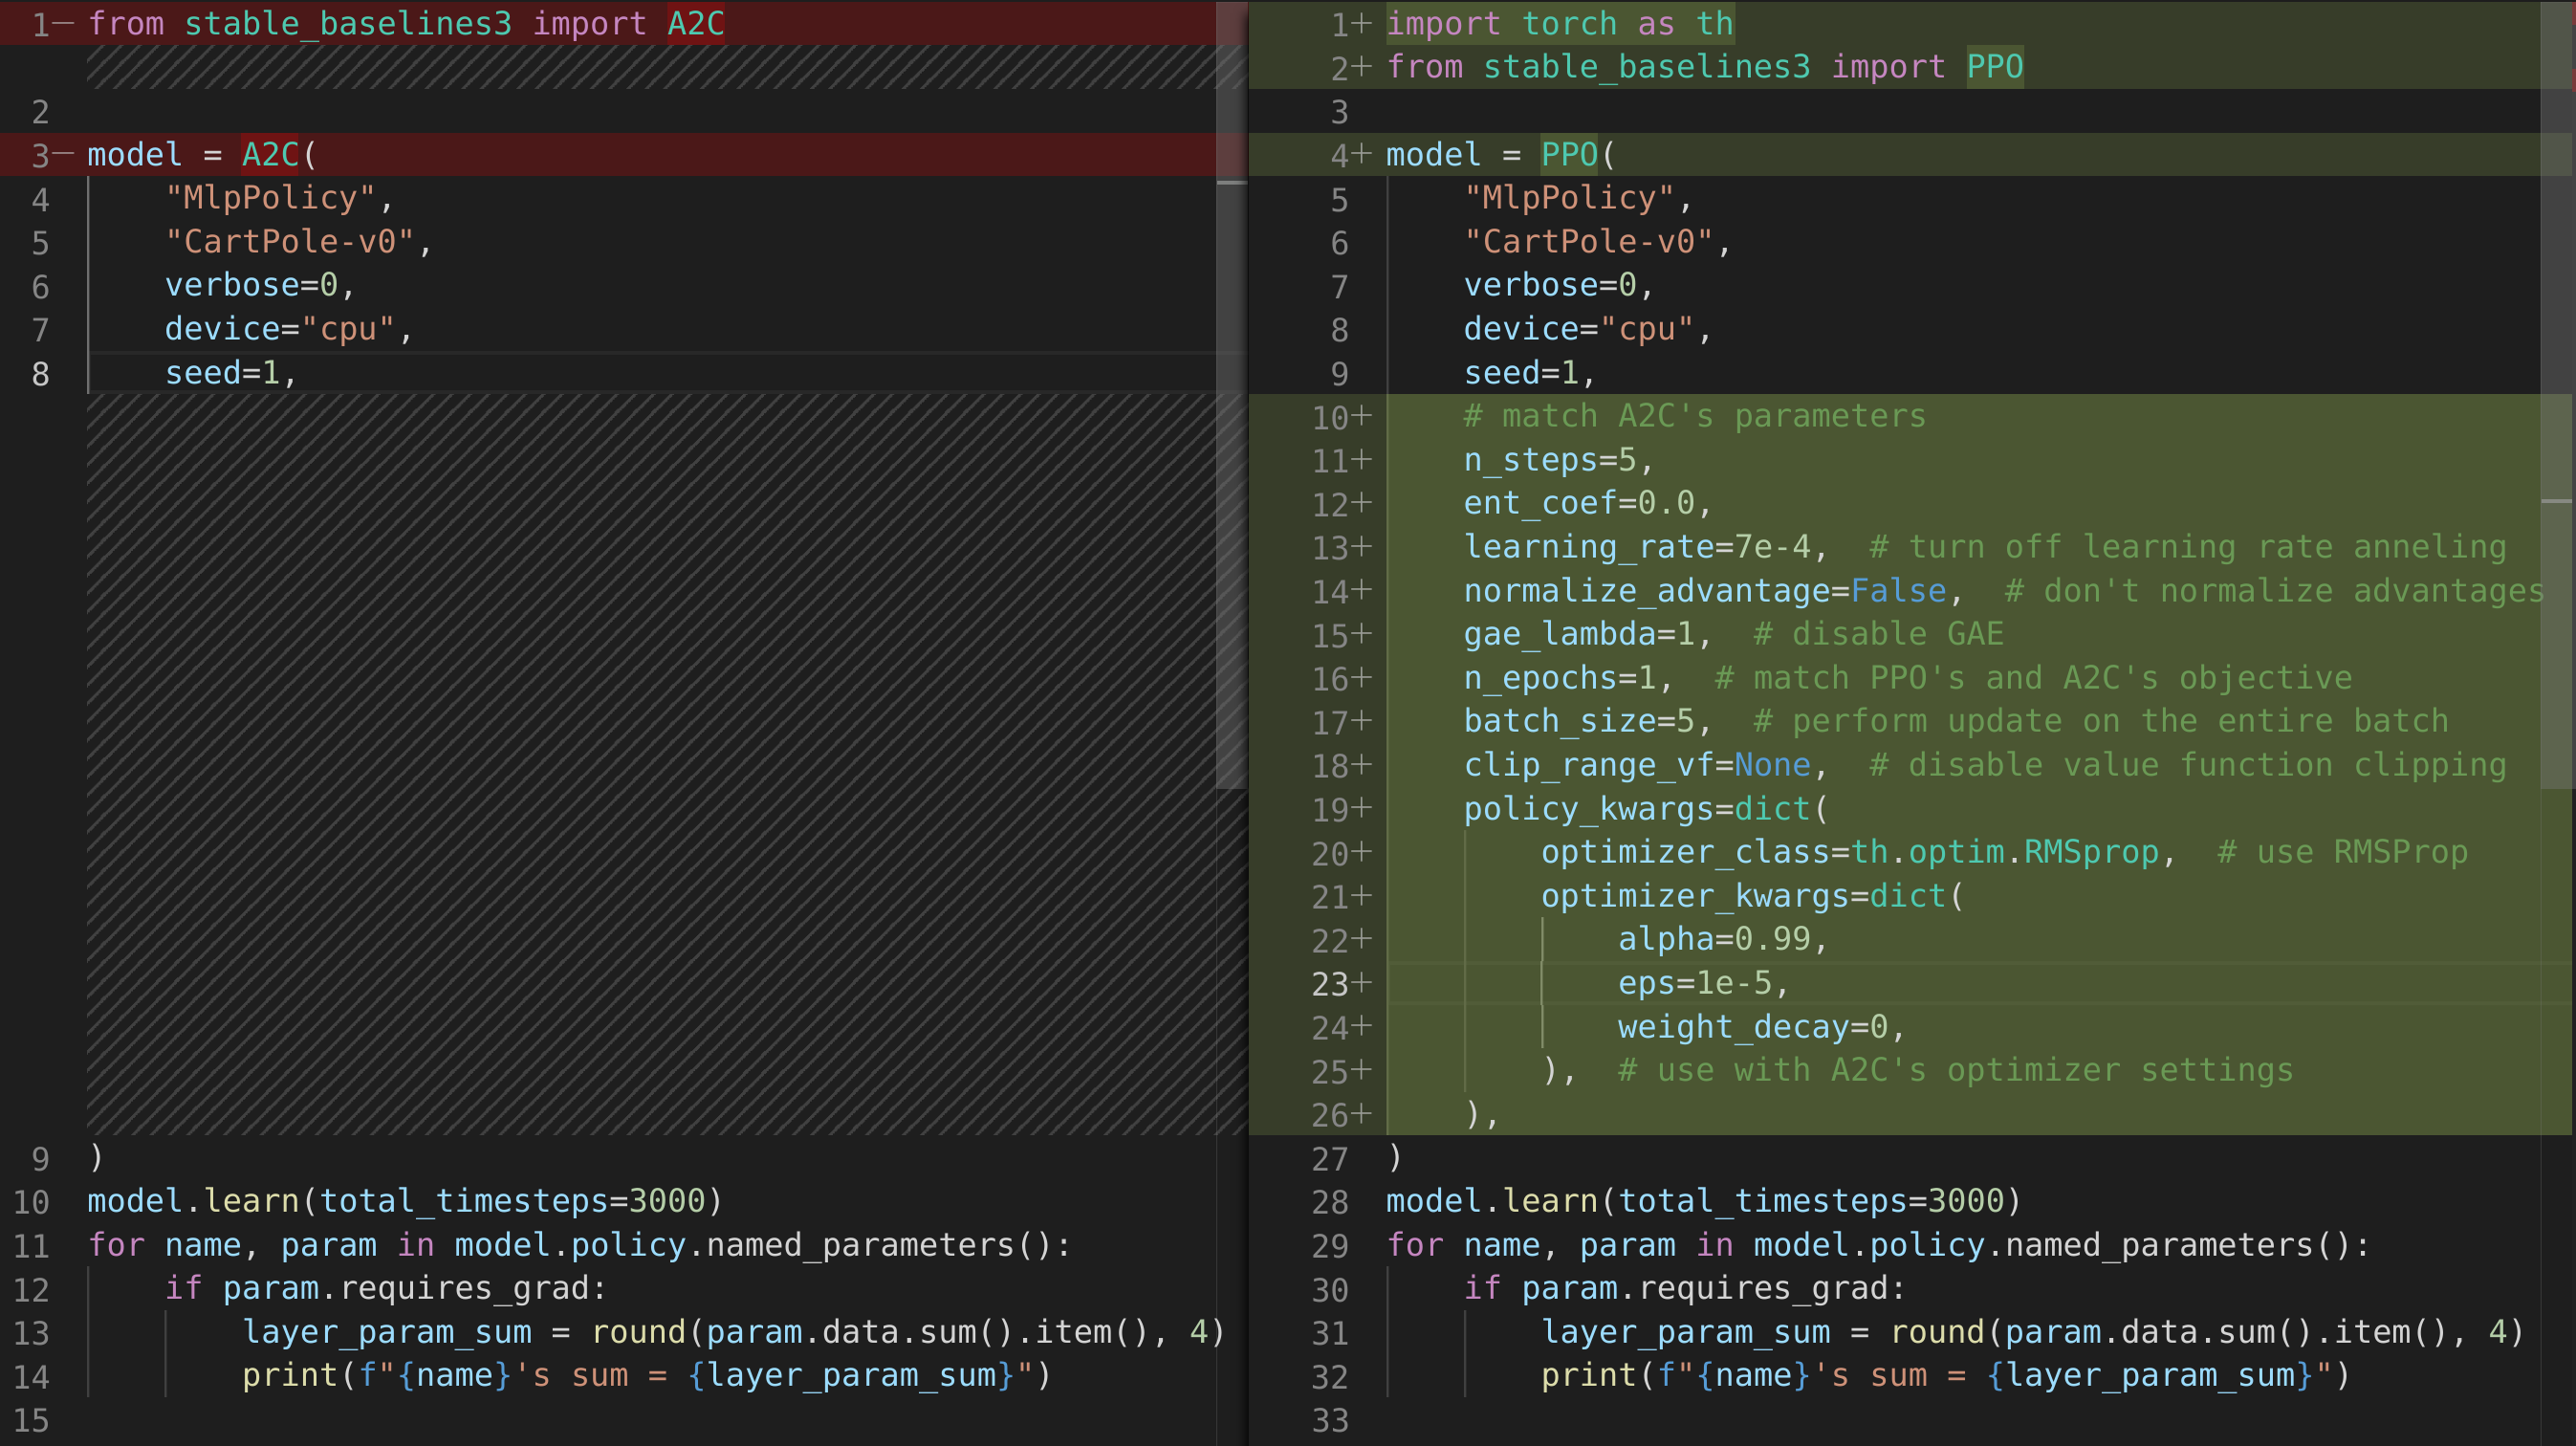 1— from stable_baselines3 import A2C
2
3— model = A2C(
4     "MlpPolicy",
5     "CartPole-v0",
6     verbose=0,
7     device="cpu",
8     seed=1,
9 )
10 model.learn(total_timesteps=3000)
11 for name, param in model.policy.named_parameters():
12     if param.requires_grad:
13         layer_param_sum = round(param.data.sum().item(), 4)
14         print(f"{name}'s sum = {layer_param_sum}")
15
1+ import torch as th
2+ from stable_baselines3 import PPO
3
4+ model = PPO(
5     "MlpPolicy",
6     "CartPole-v0",
7     verbose=0,
8     device="cpu",
9     seed=1,
10+     # match A2C's parameters
11+     n_steps=5,
12+     ent_coef=0.0,
13+     learning_rate=7e-4,  # turn off learning rate anneling
14+     normalize_advantage=False,  # don't normalize advantages
15+     gae_lambda=1,  # disable GAE
16+     n_epochs=1,  # match PPO's and A2C's objective
17+     batch_size=5,  # perform update on the entire batch
18+     clip_range_vf=None,  # disable value function clipping
19+     policy_kwargs=dict(
20+         optimizer_class=th.optim.RMSprop,  # use RMSProp
21+         optimizer_kwargs=dict(
22+             alpha=0.99,
23+             eps=1e-5,
24+             weight_decay=0,
25+         ),  # use with A2C's optimizer settings
26+     ),
27 )
28 model.learn(total_timesteps=3000)
29 for name, param in model.policy.named_parameters():
30     if param.requires_grad:
31         layer_param_sum = round(param.data.sum().item(), 4)
32         print(f"{name}'s sum = {layer_param_sum}")
33